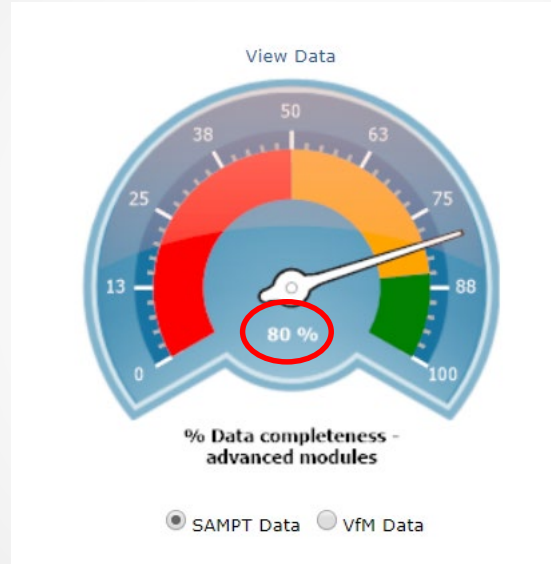 View Data
50
38 63
25 75
13 88
80 %
0 100
% Data completeness -
advanced modules
SAMPT Data VfM Data